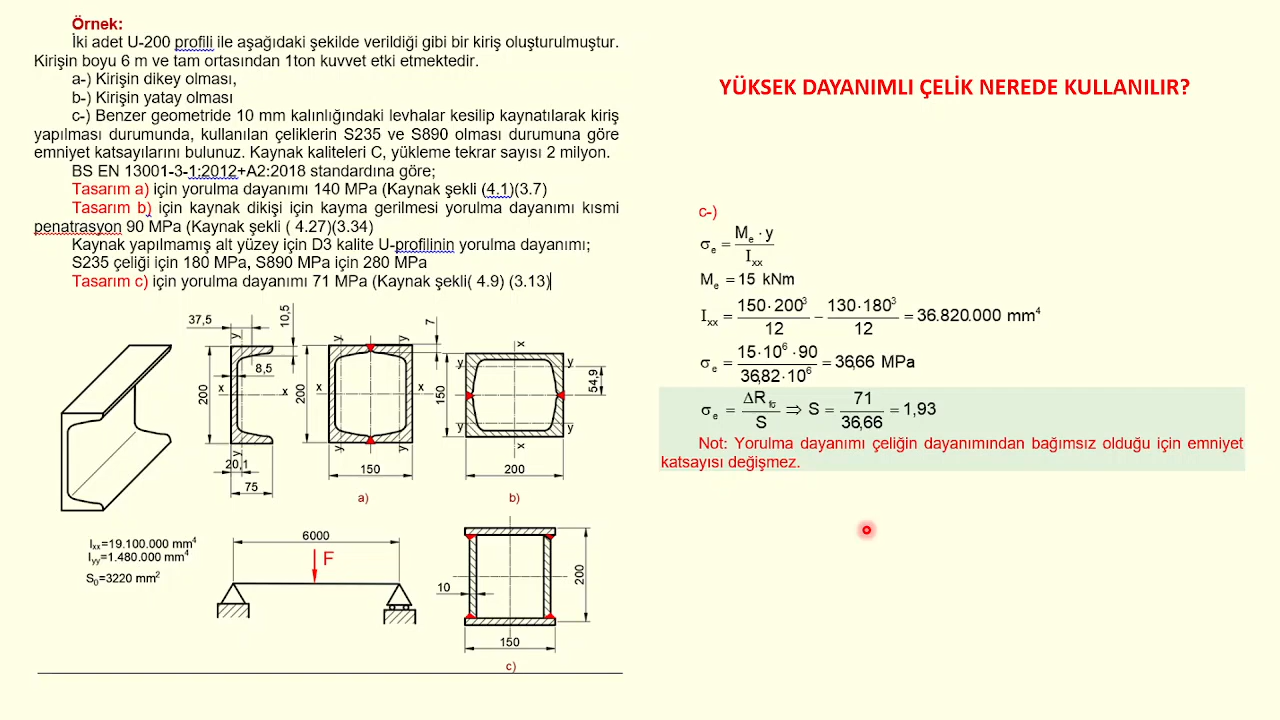 Örnek:
İki adet U-200 profili ile aşağıdaki şekilde verildiği gibi bir kiriş oluşturulmuştur.
Kirişin boyu 6 m ve tam ortasından 1ton kuvvet etki etmektedir.
a-) Kirişin dikey olması,
b-) Kirişin yatay olması
c-) Benzer geometride 10 mm kalınlığındaki levhalar kesilip kaynatılarak kiriş
yapılması durumunda, kullanılan çeliklerin S235 ve S890 olması durumuna göre
emniyet katsayılarını bulunuz. Kaynak kaliteleri C, yükleme tekrar sayısı 2 milyon.
BS EN 13001-3-1:2012+A2:2018 standardına göre;
Tasarım a) için yorulma dayanımı 140 MPa (Kaynak şekli (4.1)(3.7)
Tasarım b) için kaynak dikişi için kayma gerilmesi yorulma dayanımı kısmi
penatrasyon 90 MPa (Kaynak şekli ( 4.27)(3.34)
Kaynak yapılmamış alt yüzey için D3 kalite U-profilinin yorulma dayanımı;
S235 çeliği için 180 MPa, S890 MPa için 280 MPa
Tasarım c) için yorulma dayanımı 71 MPa (Kaynak şekli( 4.9) (3.13)
37,5
10,5
y
8,5
200
x
x
y
20,1
75
y
y
7
200
x
x
y
y
150
a)
x
y
y
150
54,9
y
y
x
200
b)
Ixx=19.100.000 mm⁴
Iyy=1.480.000 mm⁴
S₀=3220 mm²
6000
F
10
200
150
c)
YÜKSEK DAYANIMLI ÇELİK NEREDE KULLANILIR?
c-)
σe = Me · y / Ixx
Me = 15 kNm
Ixx = 150·200³ / 12 − 130·180³ / 12 = 36.820.000 mm⁴
σe = 15·10⁶ ·90 / 36,82·10⁶ = 36,66 MPa
σe = ΔRfσ / S ⇒ S = 71 / 36,66 = 1,93
Not: Yorulma dayanımı çeliğin dayanımından bağımsız olduğu için emniyet
katsayısı değişmez.